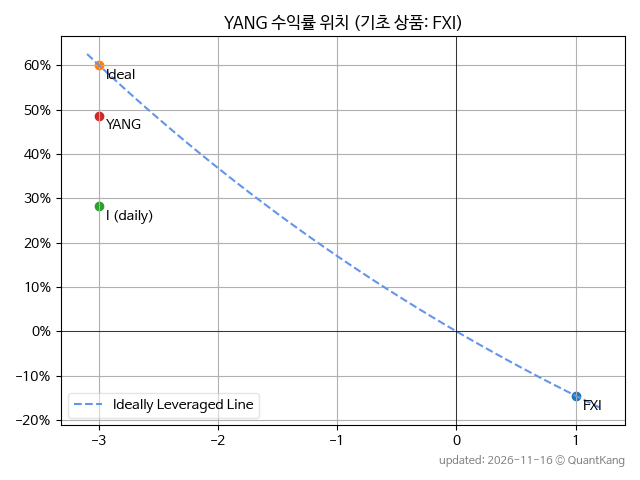 YANG 수익률 위치 (기초 상품: FXI)
60%
50%
40%
30%
20%
10%
0%
−10%
−20%
Ideal
YANG
I (daily)
FXI
Ideally Leveraged Line
−3
−2
−1
0
1
updated: 2026-11-16 © QuantKang